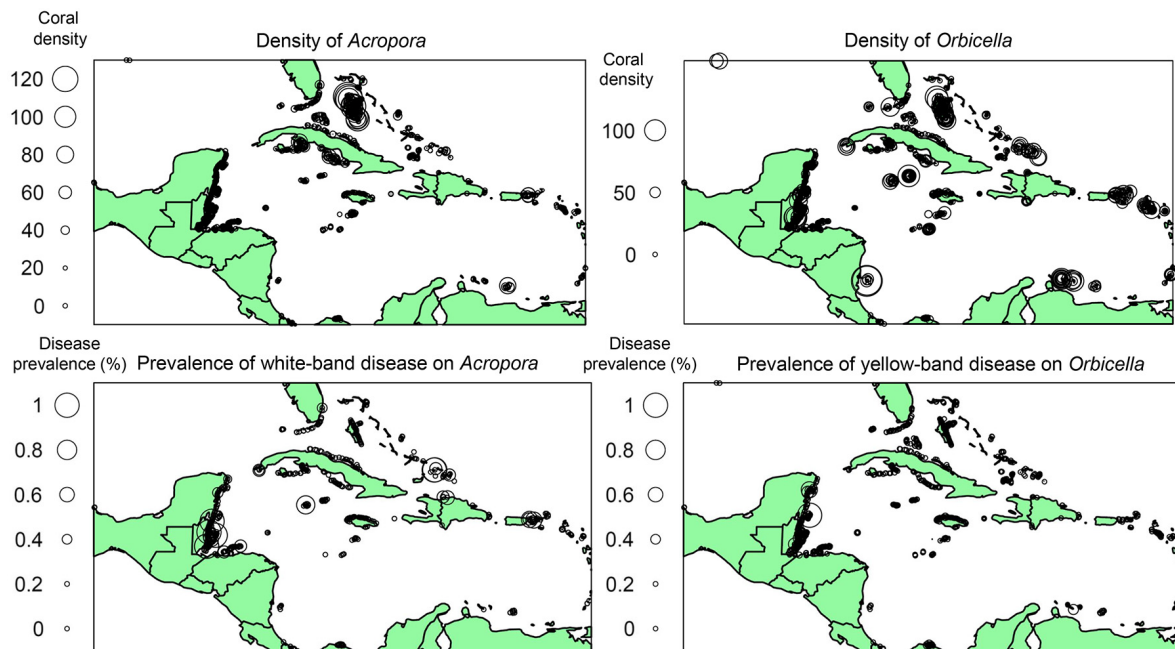 Coral
density
Density of Acropora
120
100
80
60
40
20
0
Coral
density
Density of Orbicella
100
50
0
Disease
prevalence (%)
Prevalence of white-band disease on Acropora
1
0.8
0.6
0.4
0.2
0
Disease
prevalence (%)
Prevalence of yellow-band disease on Orbicella
1
0.8
0.6
0.4
0.2
0